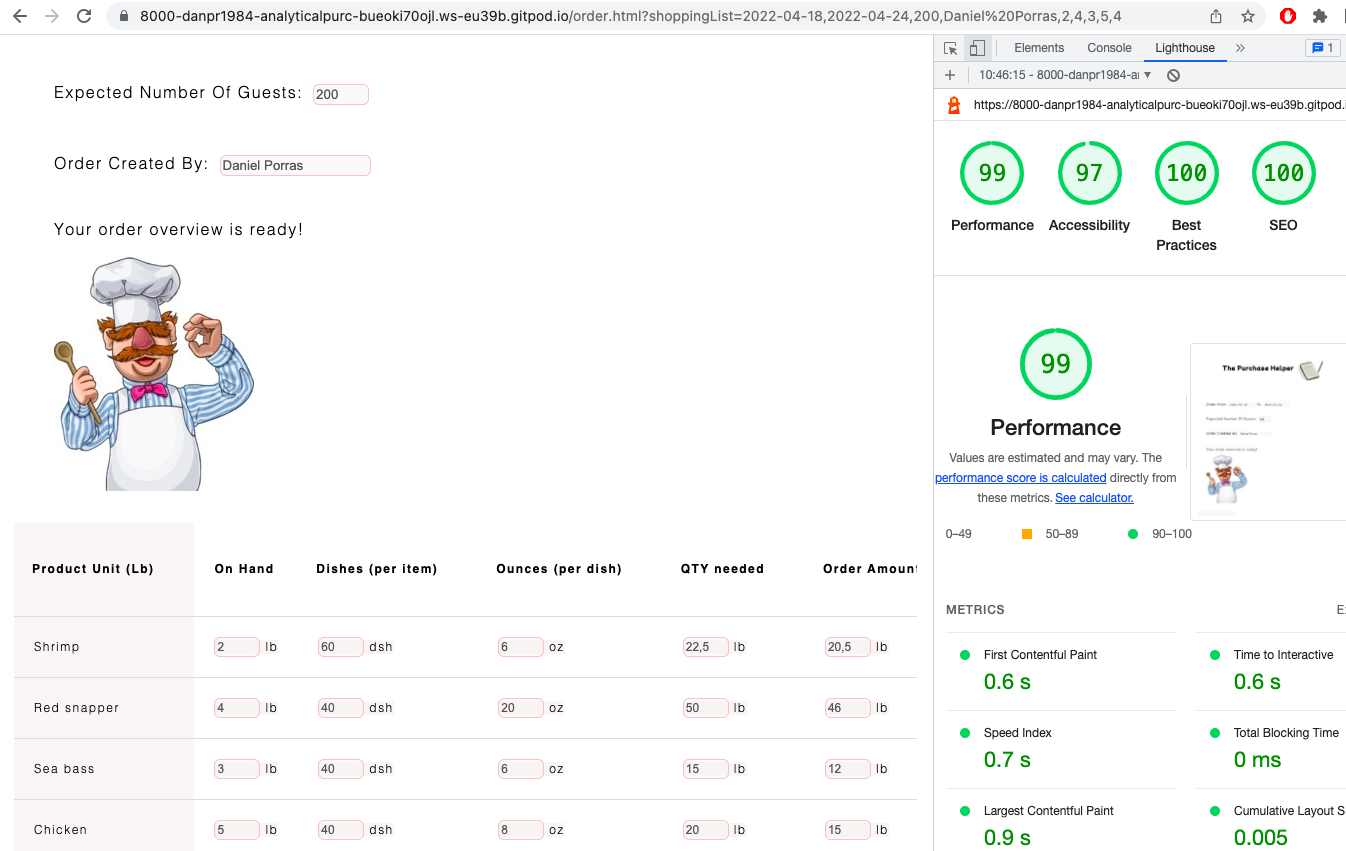 8000-danpr1984-analyticalpurc-bueoki70ojl.ws-eu39b.gitpod.io/order.html?shoppingList=2022-04-18,2022-04-24,200,Daniel%20Porras,2,4,3,5,4
Expected Number Of Guests: 200
Order Created By: Daniel Porras
Your order overview is ready!
Product Unit (Lb) On Hand Dishes (per item) Ounces (per dish) QTY needed Order Amount
Shrimp 2 lb 60 dsh 6 oz 22,5 lb 20,5 lb
Red snapper 4 lb 40 dsh 20 oz 50 lb 46 lb
Sea bass 3 lb 40 dsh 6 oz 15 lb 12 lb
Chicken 5 lb 40 dsh 8 oz 20 lb 15 lb
Elements Console Lighthouse » 1
10:46:15 - 8000-danpr1984-a
https://8000-danpr1984-analyticalpurc-bueoki70ojl.ws-eu39b.gitpod.
99 97 100 100
Performance Accessibility Best Practices SEO
99
Performance
Values are estimated and may vary. The
performance score is calculated directly from
these metrics. See calculator.
0–49 50–89 90–100
The Purchase Helper
METRICS
First Contentful Paint Time to Interactive
0.6 s 0.6 s
Speed Index Total Blocking Time
0.7 s 0 ms
Largest Contentful Paint Cumulative Layout S
0.9 s 0.005